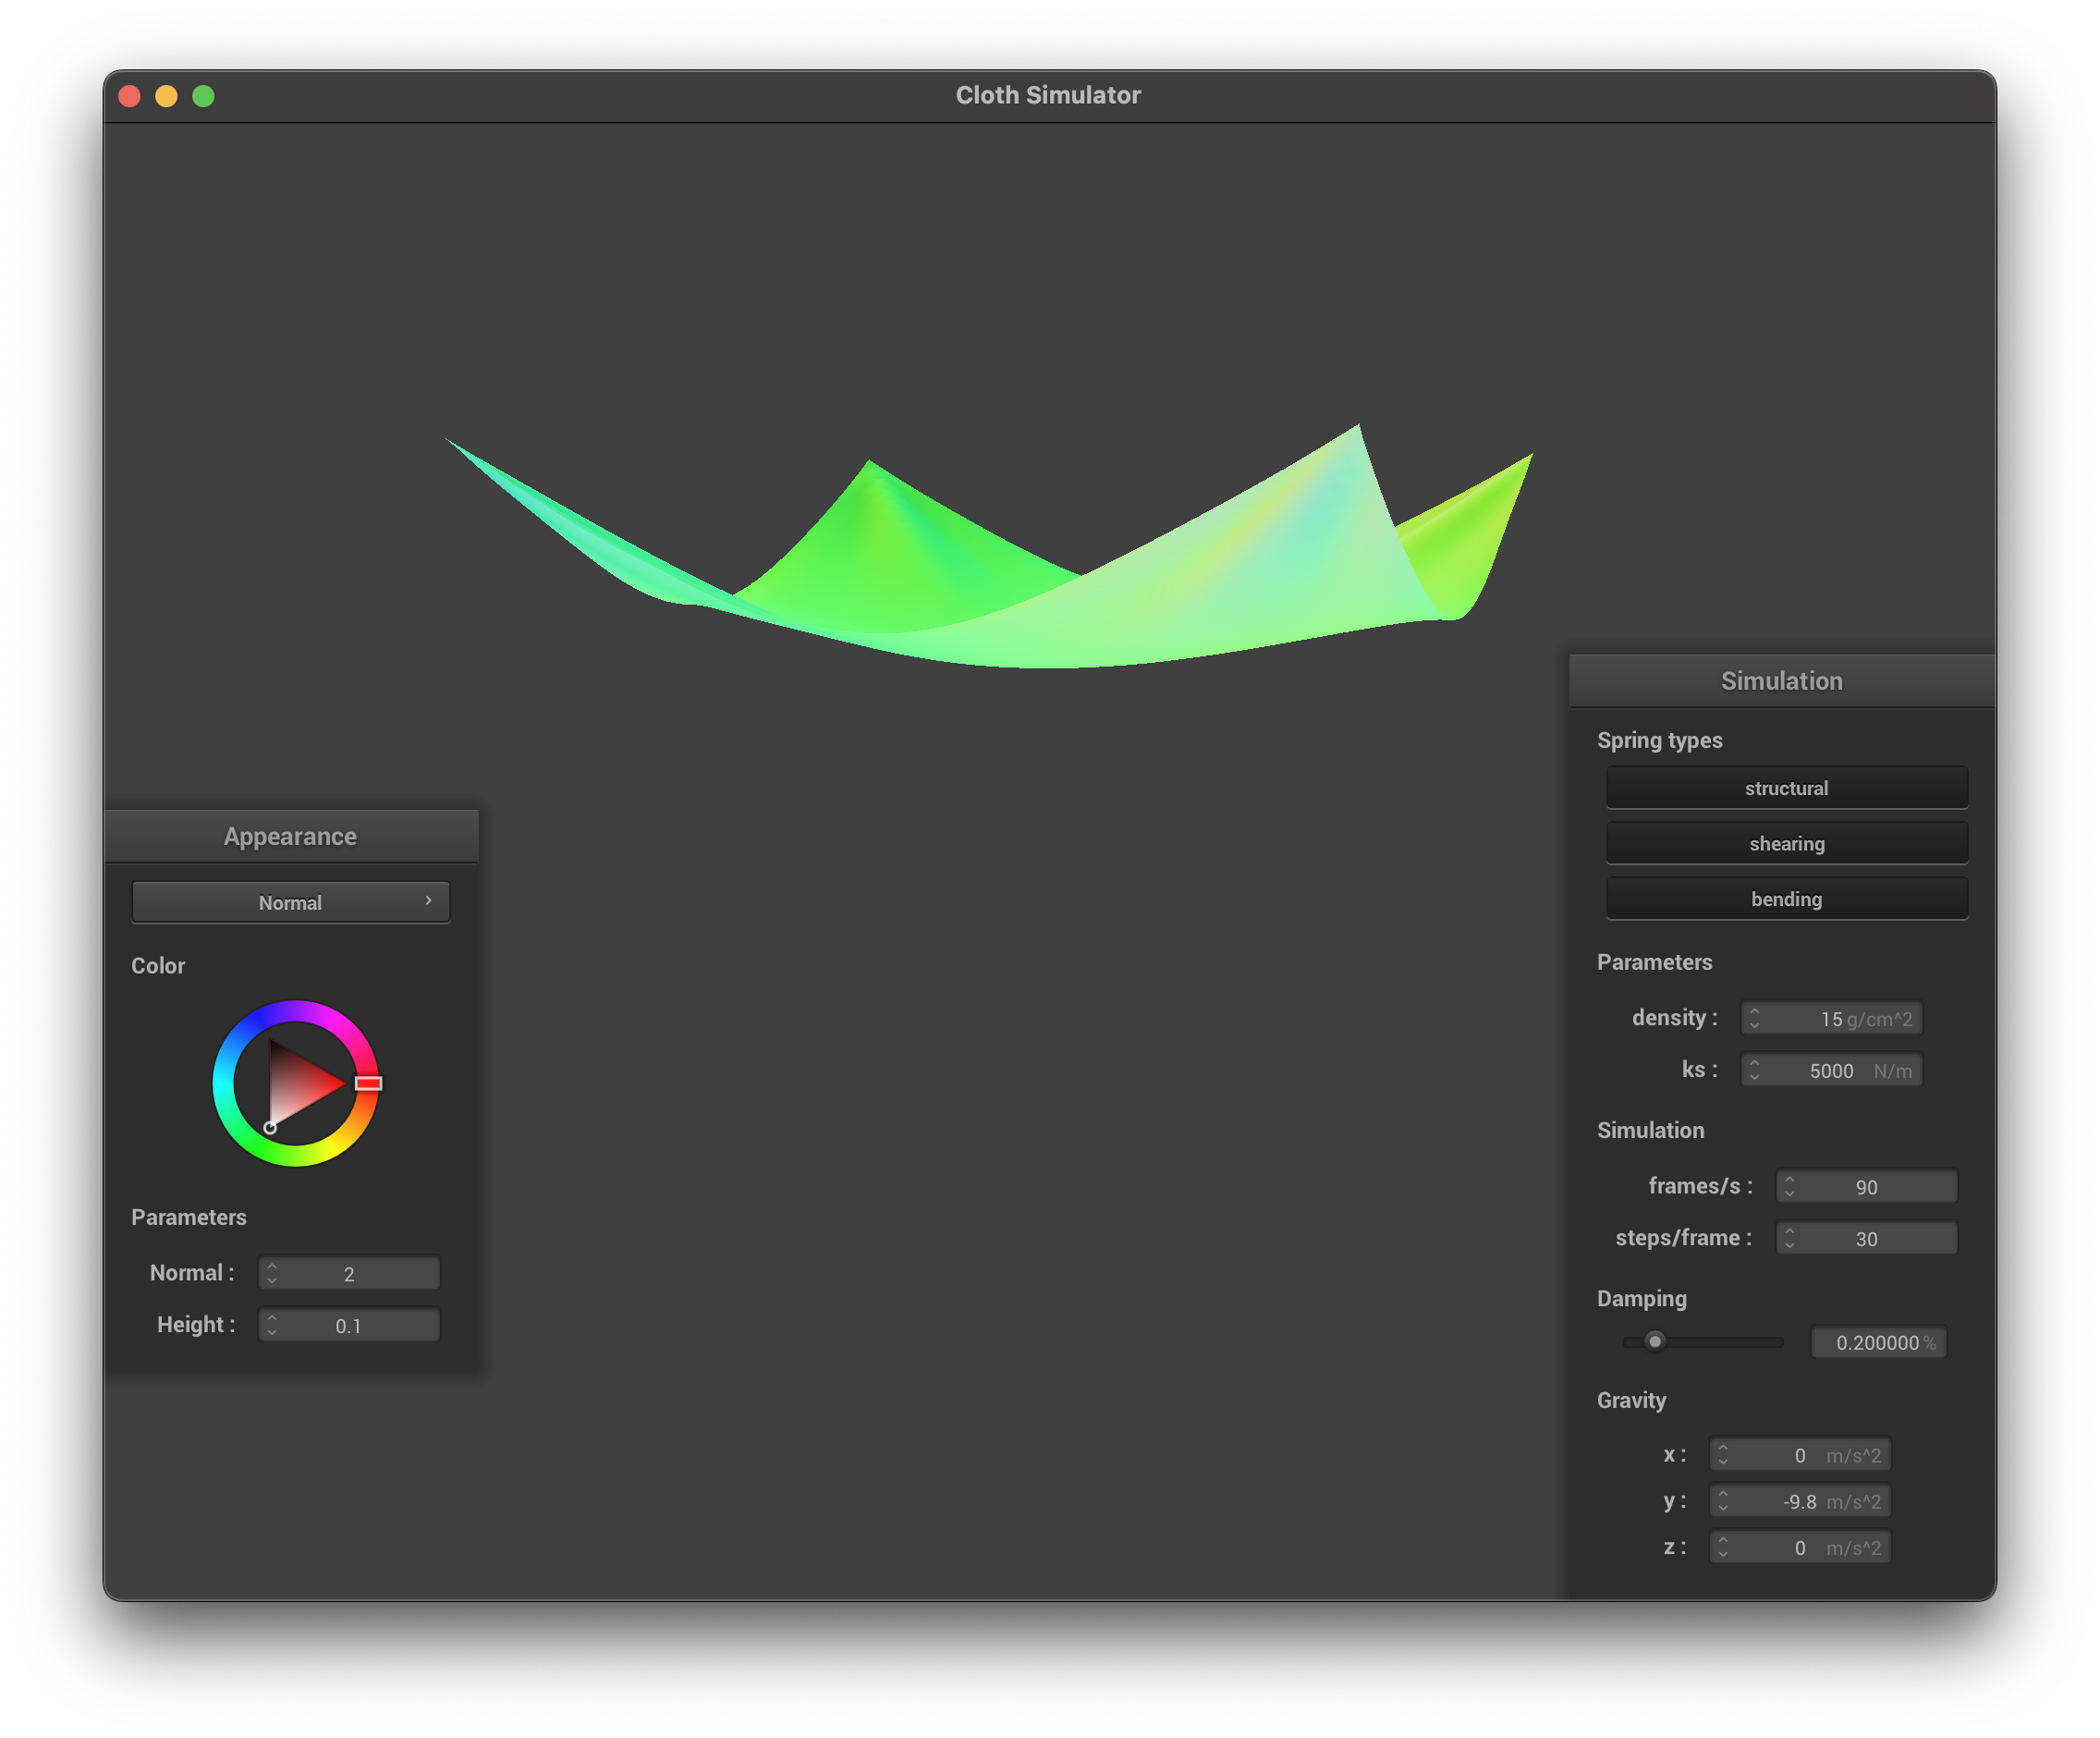 Cloth Simulator
Appearance
Normal
Color
Parameters
Normal : 2
Height : 0.1
Simulation
Spring types
structural
shearing
bending
Parameters
density : 15 g/cm^2
ks : 5000 N/m
Simulation
frames/s : 90
steps/frame : 30
Damping
0.200000 %
Gravity
x : 0 m/s^2
y : -9.8 m/s^2
z : 0 m/s^2